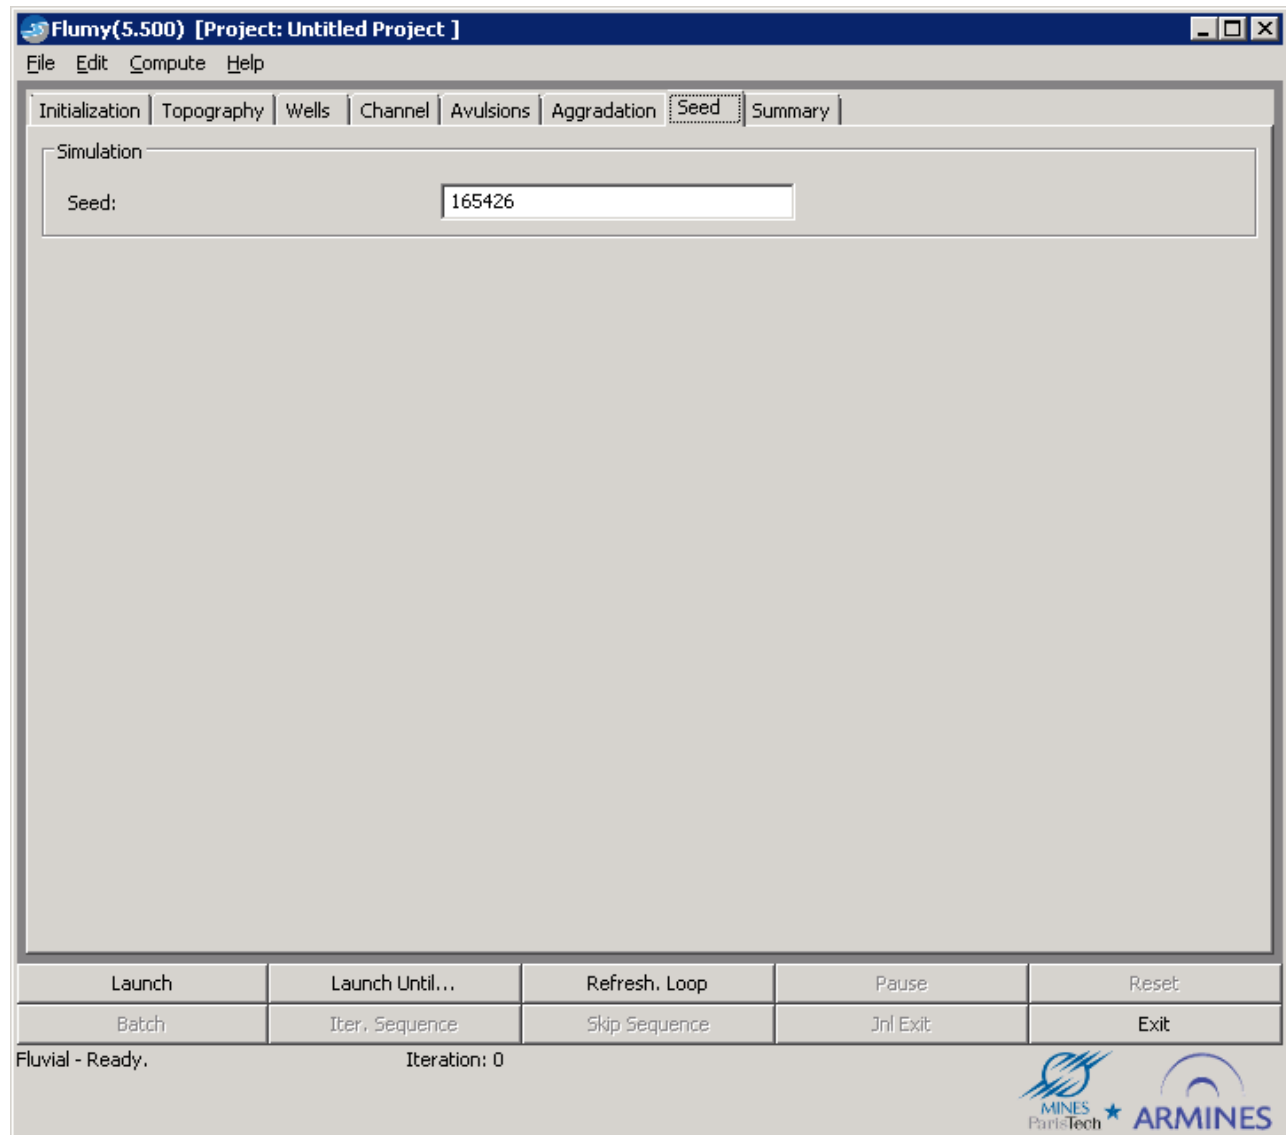 Flumy(5.500) [Project: Untitled Project ]
File Edit Compute Help
Initialization Topography Wells Channel Avulsions Aggradation Seed Summary
Simulation
Seed: 165426
Launch Launch Until... Refresh. Loop Pause Reset
Batch Iter. Sequence Skip Sequence Jnl Exit Exit
Fluvial - Ready. Iteration: 0
MINES
ParisTech
ARMINES